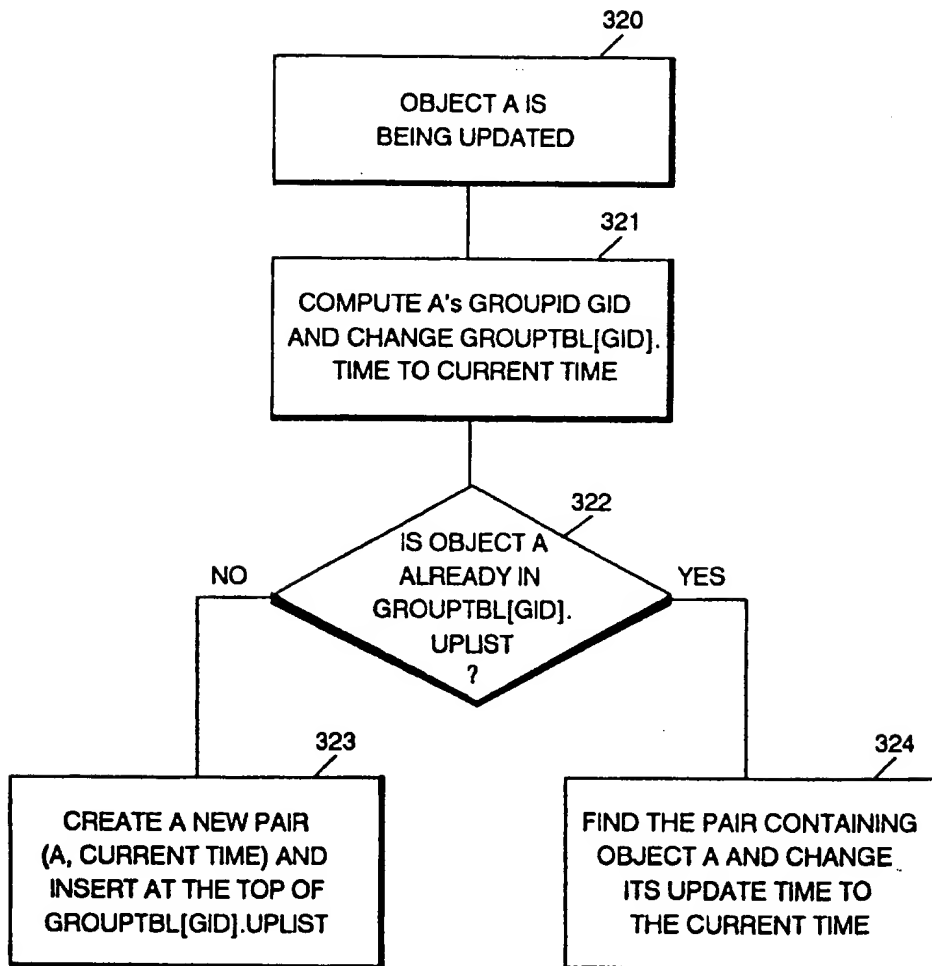 320
OBJECT A IS
BEING UPDATED
321
COMPUTE A's GROUPID GID
AND CHANGE GROUPTBL[GID].
TIME TO CURRENT TIME
322
IS OBJECT A
ALREADY IN
GROUPTBL[GID].
UPLIST
?
NO
YES
323
CREATE A NEW PAIR
(A, CURRENT TIME) AND
INSERT AT THE TOP OF
GROUPTBL[GID].UPLIST
324
FIND THE PAIR CONTAINING
OBJECT A AND CHANGE
ITS UPDATE TIME TO
THE CURRENT TIME